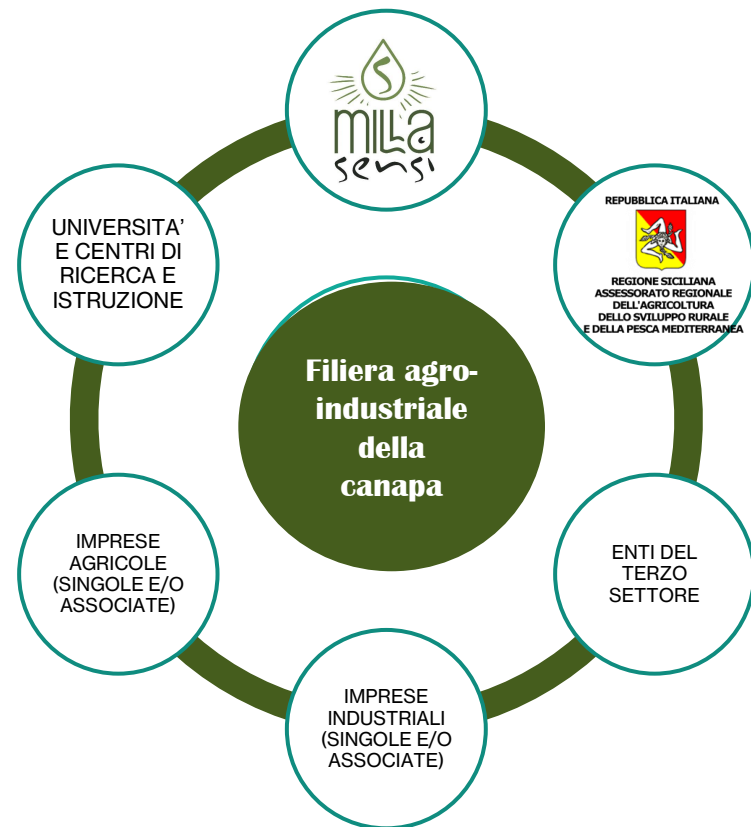 S
MILLA
sensi
REPUBBLICA ITALIANA
REGIONE SICILIANA
ASSESSORATO REGIONALE
DELL'AGRICOLTURA
DELLO SVILUPPO RURALE
E DELLA PESCA MEDITERRANEA
UNIVERSITA’
E CENTRI DI
RICERCA E
ISTRUZIONE
Filiera agro-
industriale
della
canapa
IMPRESE
AGRICOLE
(SINGOLE E/O
ASSOCIATE)
ENTI DEL
TERZO
SETTORE
IMPRESE
INDUSTRIALI
(SINGOLE E/O
ASSOCIATE)